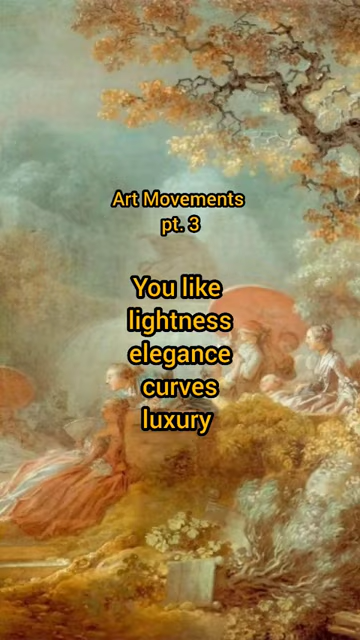 Art Movements
pt. 3
You like
lightness
elegance
curves
luxury